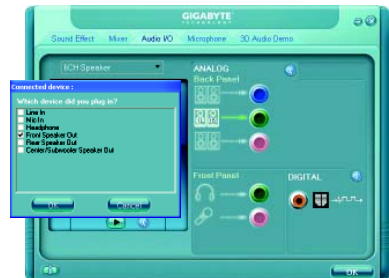 GIGABYTE
Sound Effect Mixer Audio I/O Microphone 3D Audio Demo
8CH Speaker
ANALOG
Back Panel
Connected device :
Which device did you plug in?
Line In
Mic In
Headphone
Front Speaker Out
Rear Speaker Out
Center/Subwoofer Speaker Out
OK Cancel
Front Panel
DIGITAL
OK